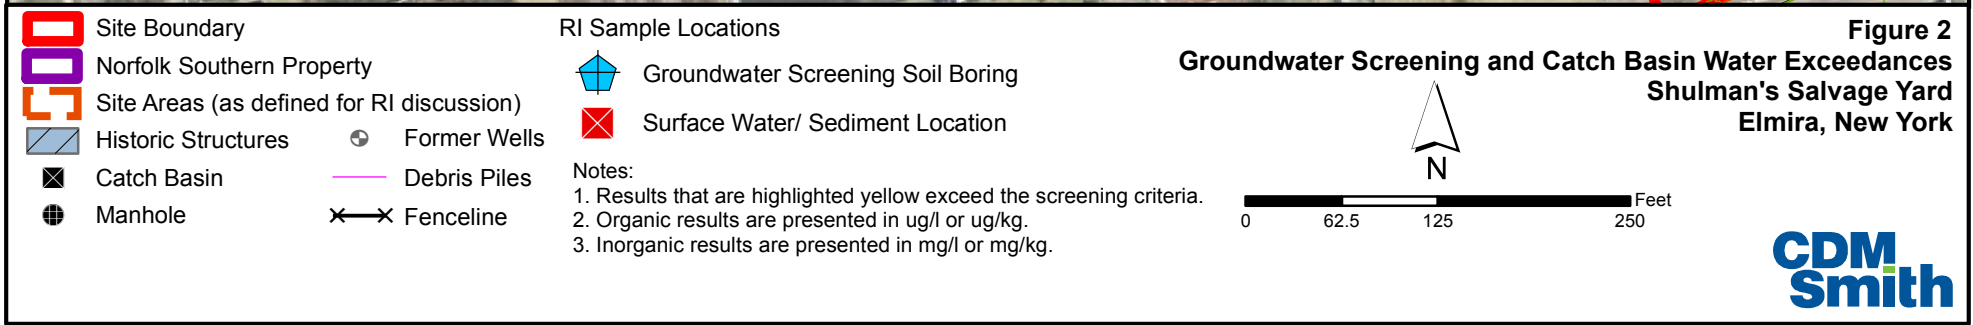 Site Boundary
Norfolk Southern Property
Site Areas (as defined for RI discussion)
Historic Structures
Former Wells
Catch Basin
Debris Piles
Manhole
Fenceline
RI Sample Locations
Groundwater Screening Soil Boring
Surface Water/ Sediment Location
Notes:
1. Results that are highlighted yellow exceed the screening criteria.
2. Organic results are presented in ug/l or ug/kg.
3. Inorganic results are presented in mg/l or mg/kg.
Figure 2
Groundwater Screening and Catch Basin Water Exceedances
Shulman's Salvage Yard
Elmira, New York
N
Feet
0 62.5 125 250
CDM
Smith